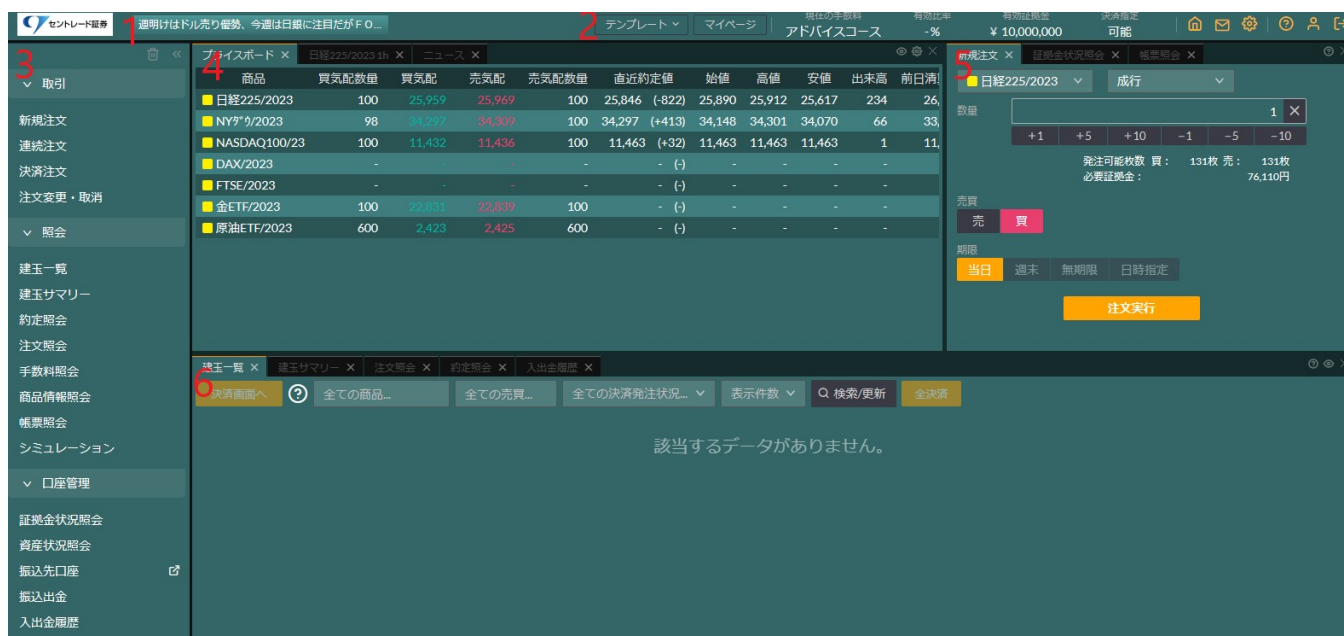 セントレード証券 1 週明けはドル売り優勢、今週は日銀に注目だがＦＯ... 2 テンプレート マイページ
現在の手数料 有効比率 有効証拠金 決済指定
アドバイスコース -% ¥ 10,000,000 可能
3
取引
新規注文
連続注文
決済注文
注文変更・取消
照会
建玉一覧
建玉サマリー
約定照会
注文照会
手数料照会
商品情報照会
帳票照会
シミュレーション
口座管理
証拠金状況照会
資産状況照会
振込先口座
振込出金
入出金履歴
4
プライスボード 日経225/2023 1h ニュース
商品 買気配数量 買気配 売気配 売気配数量 直近約定値 始値 高値 安値 出来高
日経225/2023 100 25,959 25,969 100 25,846 (-822) 25,890 25,912 25,617 234 26,
NYﾀﾞｳ/2023 98 34,297 34,309 100 34,297 (+413) 34,148 34,301 34,070 66 33,
NASDAQ100/23 100 11,432 11,436 100 11,463 (+32) 11,463 11,463 11,463 1 11,
DAX/2023 - - - - - (-) - - - -
FTSE/2023 - - - - - (-) - - - -
金ETF/2023 100 22,831 22,839 100 - (-) - - - -
原油ETF/2023 600 2,423 2,425 600 - (-) - - - -
5
新規注文 証拠金状況照会 帳票照会
日経225/2023 成行
数量 1
+1 +5 +10 −1 −5 −10
発注可能枚数 買： 131枚 売： 131枚
必要証拠金： 76,110円
売買
売 買
期限
当日 週末 無期限 日時指定
注文実行
6
建玉一覧 建玉サマリー 注文照会 約定照会 入出金履歴
決済画面へ 全ての商品... 全ての売買... 全ての決済発注状況... 表示件数 検索/更新 全決済
該当するデータがありません。